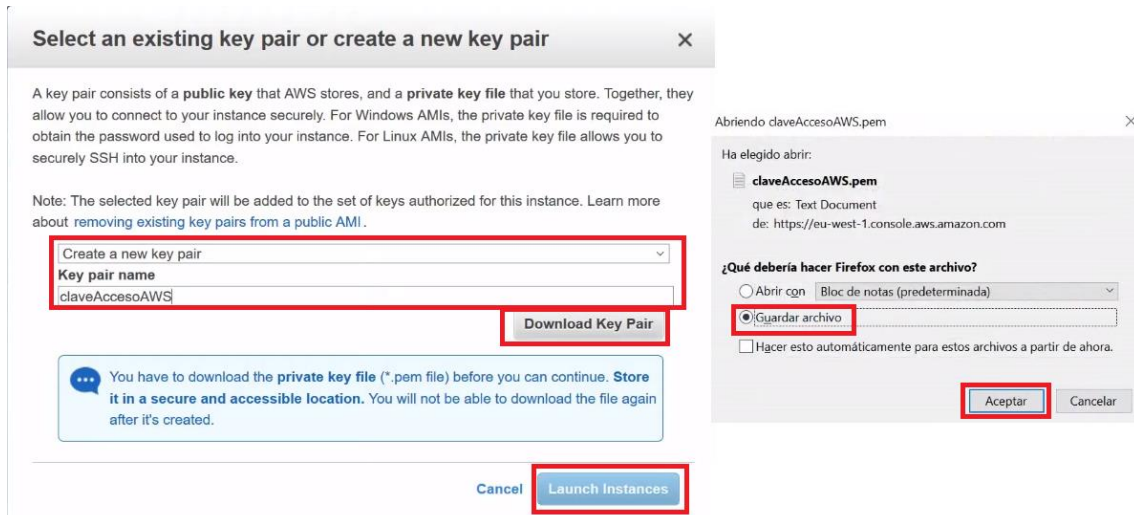 Select an existing key pair or create a new key pair
A key pair consists of a public key that AWS stores, and a private key file that you store. Together, they
allow you to connect to your instance securely. For Windows AMIs, the private key file is required to
obtain the password used to log into your instance. For Linux AMIs, the private key file allows you to
securely SSH into your instance.
Note: The selected key pair will be added to the set of keys authorized for this instance. Learn more
about removing existing key pairs from a public AMI.
Create a new key pair
Key pair name
claveAccesoAWS
Download Key Pair
You have to download the private key file (*.pem file) before you can continue. Store
it in a secure and accessible location. You will not be able to download the file again
after it's created.
Cancel
Launch Instances
Abriendo claveAccesoAWS.pem
Ha elegido abrir:
claveAccesoAWS.pem
que es: Text Document
de: https://eu-west-1.console.aws.amazon.com
¿Qué debería hacer Firefox con este archivo?
Abrir con Bloc de notas (predeterminada)
Guardar archivo
Hacer esto automáticamente para estos archivos a partir de ahora.
Aceptar
Cancelar